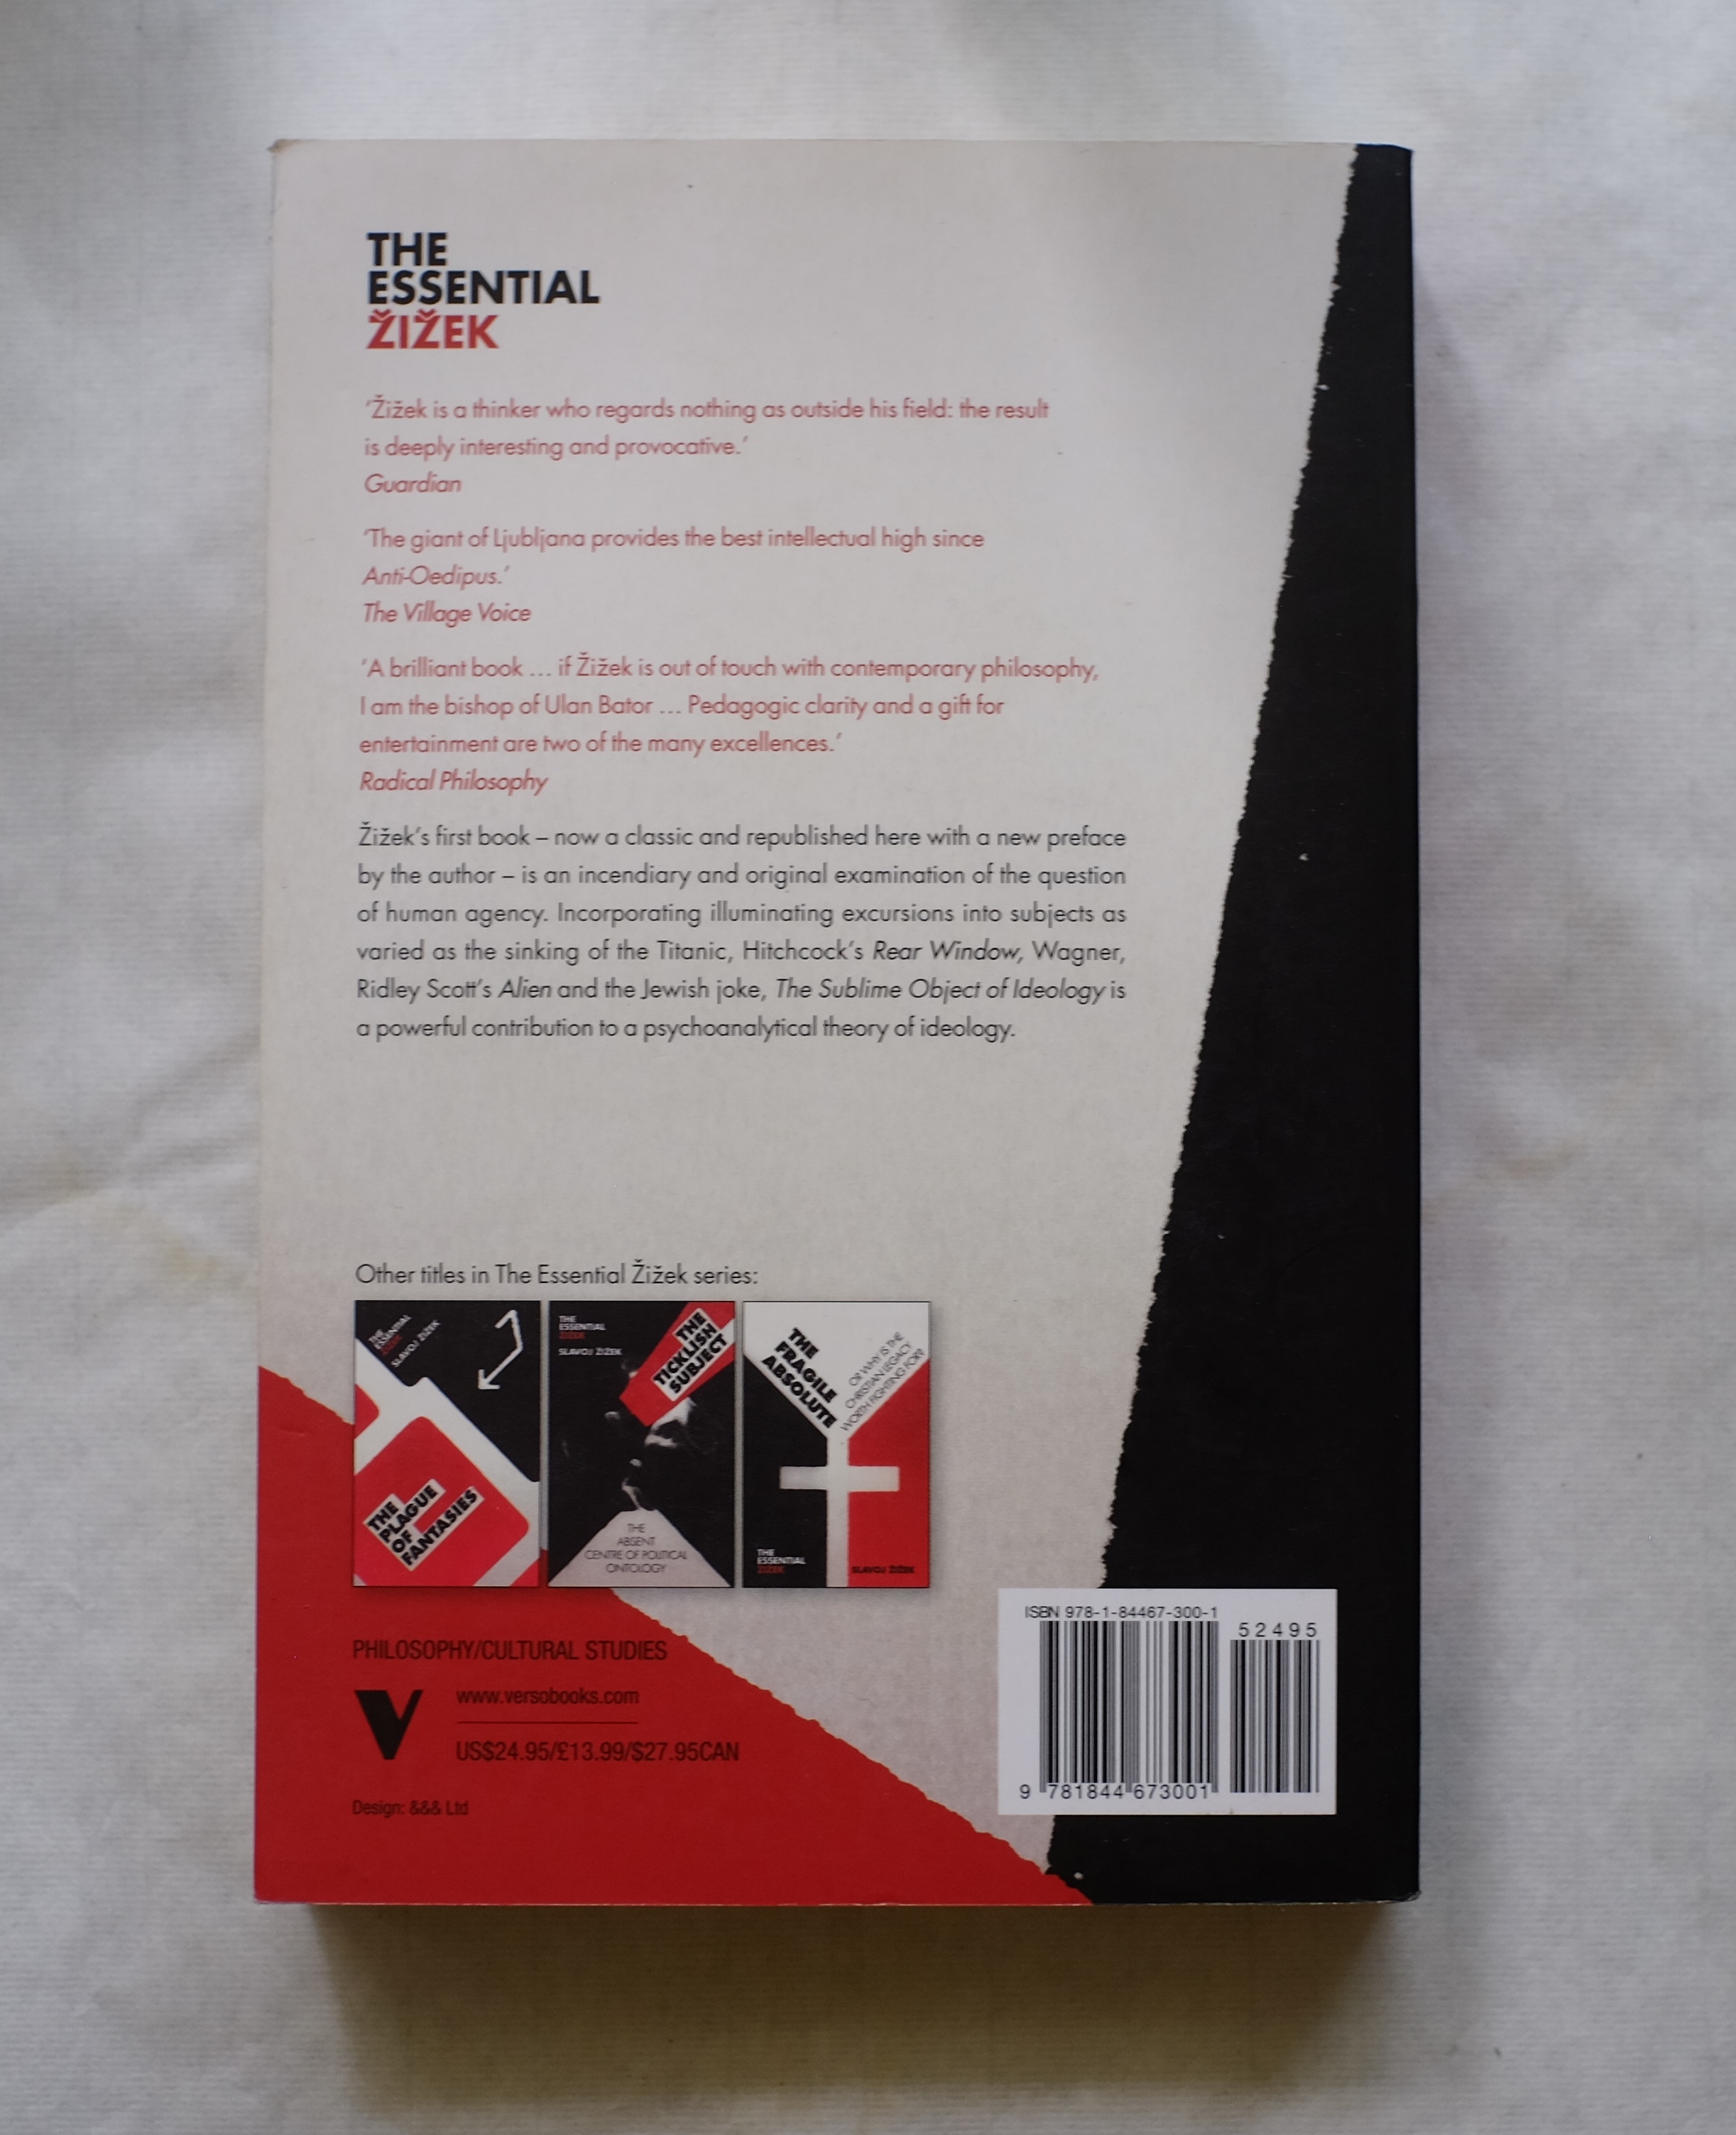 THE
ESSENTIAL
ŽIŽEK
‘Žižek is a thinker who regards nothing as outside his field: the result
is deeply interesting and provocative.’
Guardian
‘The giant of Ljubljana provides the best intellectual high since
Anti-Oedipus.’
The Village Voice
‘A brilliant book … if Žižek is out of touch with contemporary philosophy,
I am the bishop of Ulan Bator … Pedagogic clarity and a gift for
entertainment are two of the many excellences.’
Radical Philosophy
Žižek’s first book – now a classic and republished here with a new preface
by the author – is an incendiary and original examination of the question
of human agency. Incorporating illuminating excursions into subjects as
varied as the sinking of the Titanic, Hitchcock’s Rear Window, Wagner,
Ridley Scott’s Alien and the Jewish joke, The Sublime Object of Ideology is
a powerful contribution to a psychoanalytical theory of ideology.
Other titles in The Essential Žižek series:
THE
ESSENTIAL
ŽIŽEK
SLAVOJ ŽIŽEK
THE
PLAGUE
OF
FANTASIES
THE
ESSENTIAL
ŽIŽEK
SLAVOJ ŽIŽEK
THE
TICKLISH
SUBJECT
THE
ABSENT
CENTRE OF POLITICAL
ONTOLOGY
THE
FRAGILE
ABSOLUTE
OR WHY IS THE
CHRISTIAN LEGACY
WORTH FIGHTING FOR?
THE
ESSENTIAL
ŽIŽEK
SLAVOJ ŽIŽEK
PHILOSOPHY/CULTURAL STUDIES
V
www.versobooks.com
US$24.95/£13.99/$27.95CAN
Design: &&& Ltd
ISBN 978-1-84467-300-1
52495
9 781844 673001